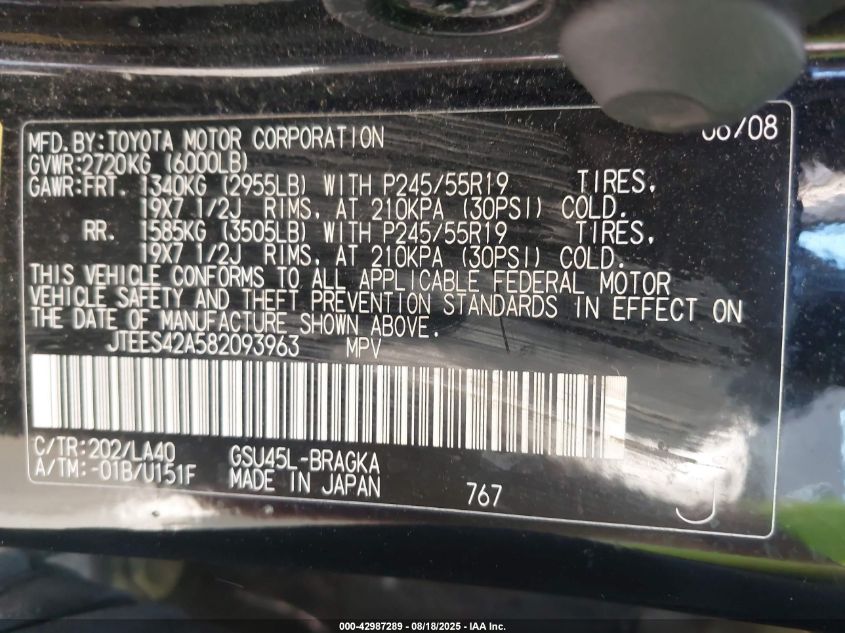 06/08
MFD. BY: TOYOTA MOTOR CORPORATION
GVWR: 2720KG (6000LB)
GAWR: FRT. 1340KG (2955LB) WITH P245/55R19 TIRES,
19X7 1/2J RIMS, AT 210KPA (30PSI) COLD.
RR. 1585KG (3505LB) WITH P245/55R19 TIRES,
19X7 1/2J RIMS, AT 210KPA (30PSI) COLD.
THIS VEHICLE CONFORMS TO ALL APPLICABLE FEDERAL MOTOR
VEHICLE SAFETY AND THEFT PREVENTION STANDARDS IN EFFECT ON
THE DATE OF MANUFACTURE SHOWN ABOVE.
JTEES42A582093963 MPV
C/TR: 202/LA40 GSU45L-BRAGKA
A/TM: -01B/U151F MADE IN JAPAN 767 J
000-42987289 - 08/18/2025 - IAA Inc.